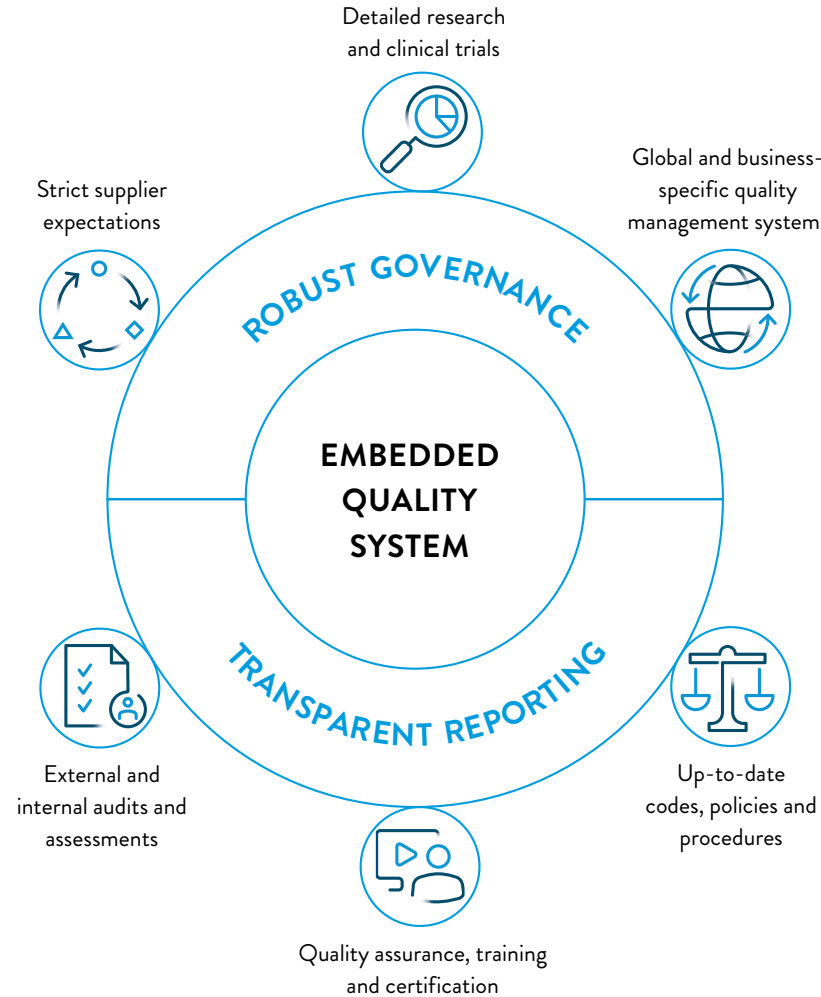 Detailed research
and clinical trials
Global and business-
specific quality
management system
Strict supplier
expectations
ROBUST GOVERNANCE
EMBEDDED
QUALITY
SYSTEM
TRANSPARENT REPORTING
External and
internal audits and
assessments
Up-to-date
codes, policies and
procedures
Quality assurance, training
and certification